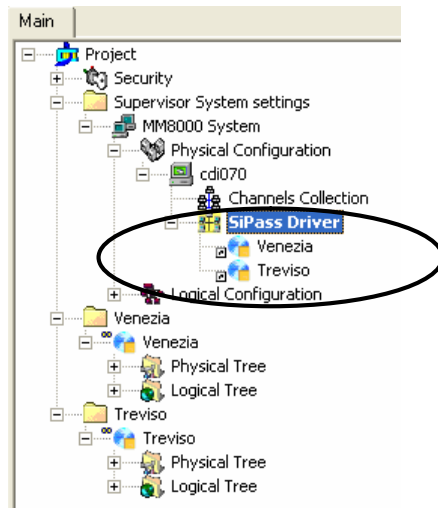 Main
Project
Security
Supervisor System settings
MM8000 System
Physical Configuration
cdi070
Channels Collection
SiPass Driver
Venezia
Treviso
Logical Configuration
Venezia
Venezia
Physical Tree
Logical Tree
Treviso
Treviso
Physical Tree
Logical Tree